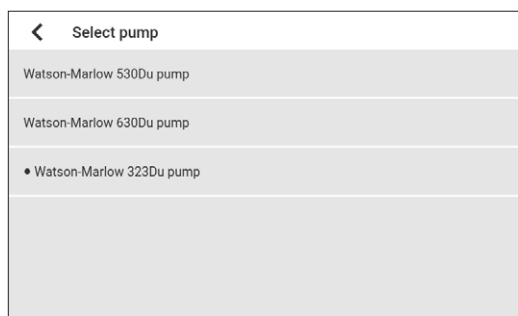 Select pump
Watson-Marlow 530Du pump
Watson-Marlow 630Du pump
• Watson-Marlow 323Du pump